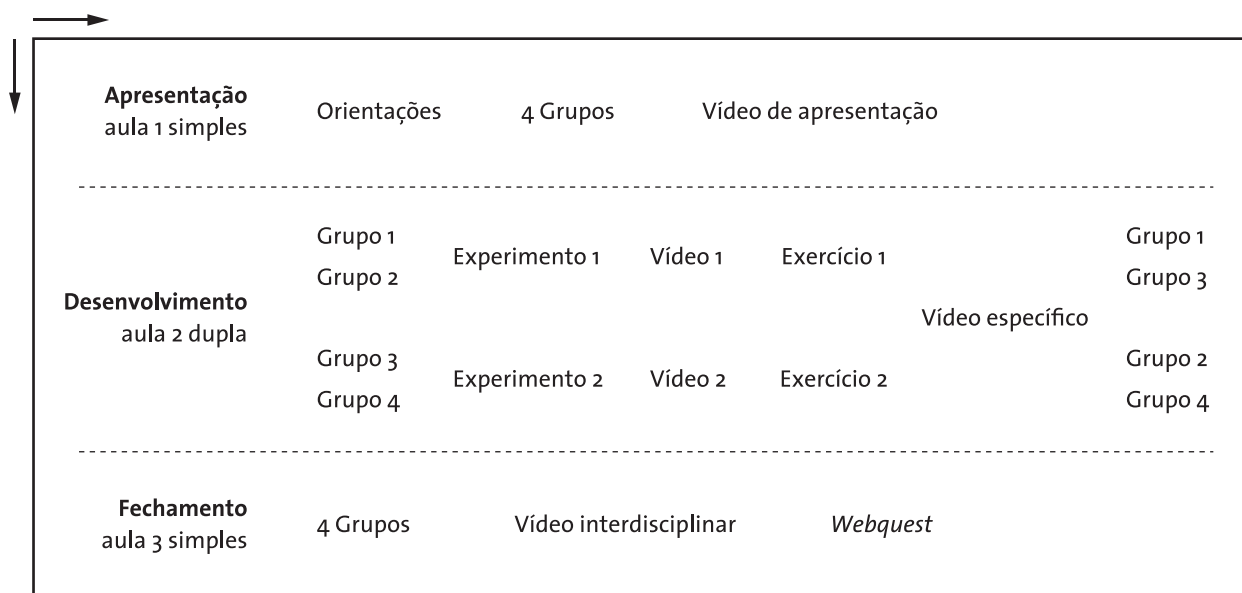 Apresentação
aula 1 simples
Orientações 4 Grupos Vídeo de apresentação
Desenvolvimento
aula 2 dupla
Grupo 1
Grupo 2
Experimento 1 Vídeo 1 Exercício 1
Grupo 3
Grupo 4
Experimento 2 Vídeo 2 Exercício 2
Vídeo específico
Grupo 1
Grupo 3
Grupo 2
Grupo 4
Fechamento
aula 3 simples
4 Grupos Vídeo interdisciplinar Webquest